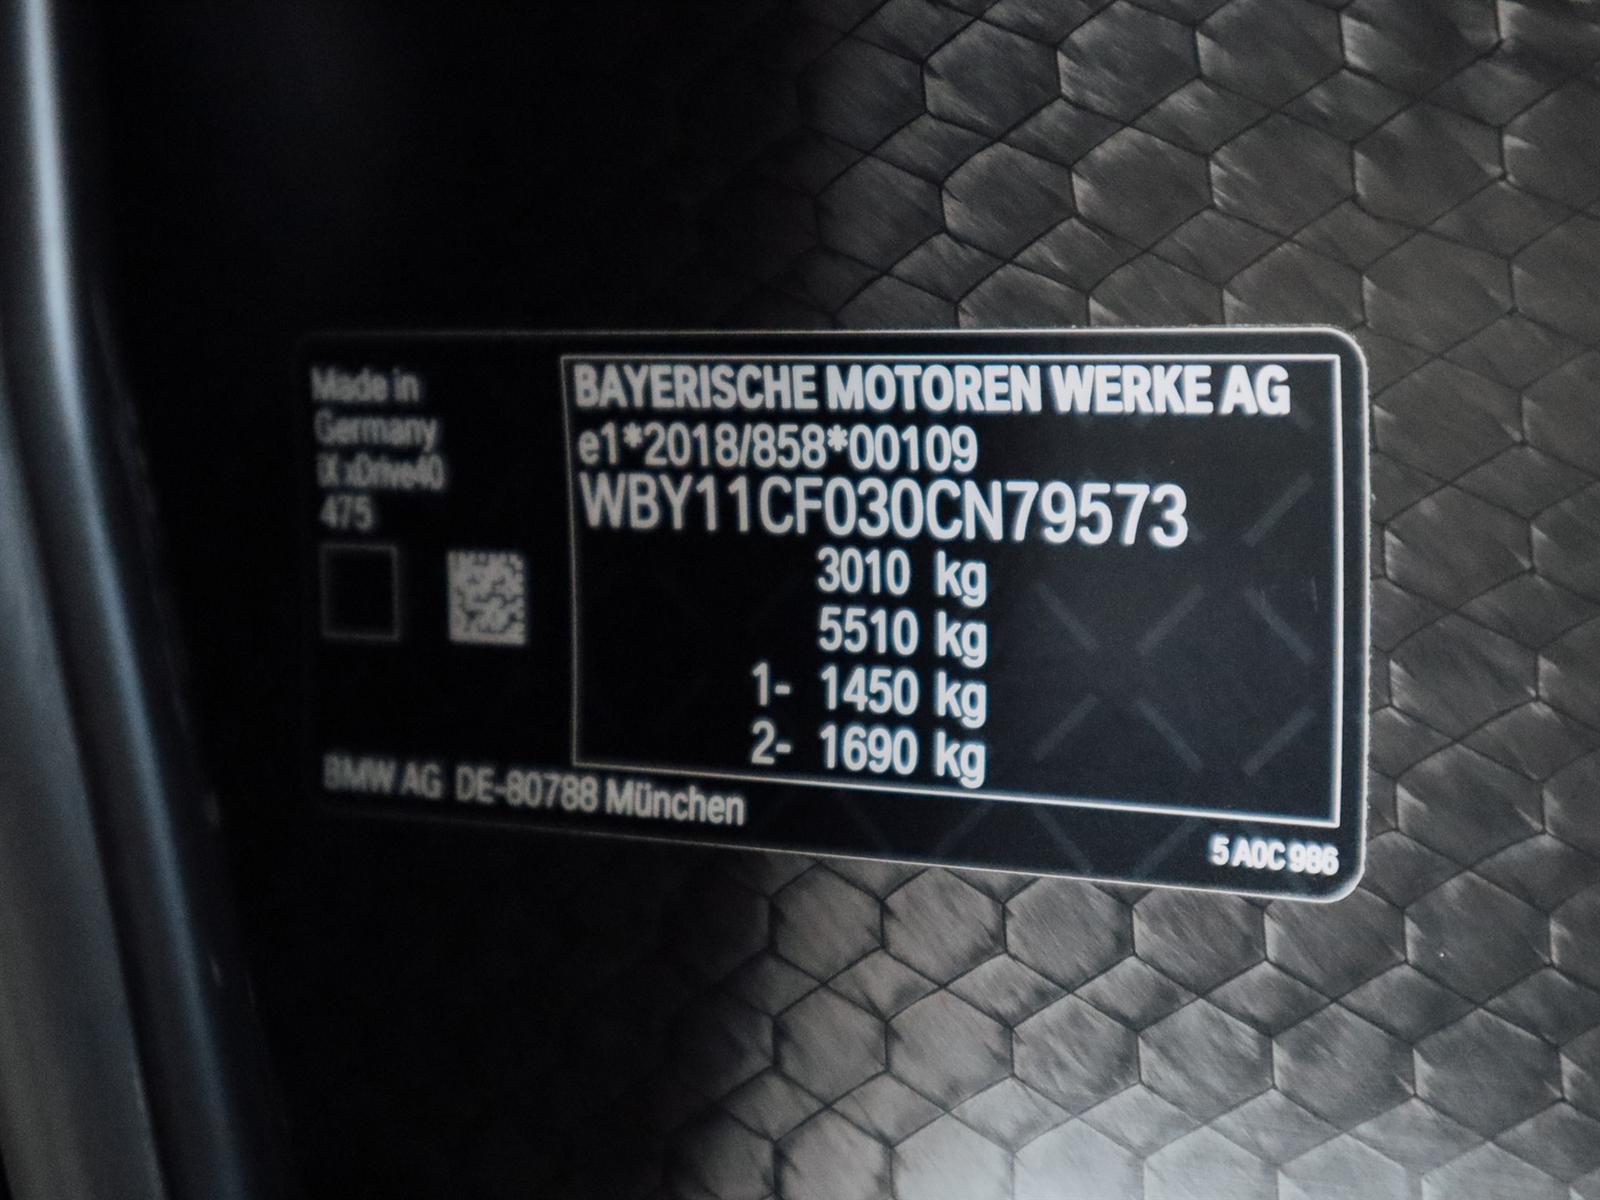 Made in
Germany
iX xDrive40
475
BAYERISCHE MOTOREN WERKE AG
e1*2018/858*00109
WBY11CF030CN79573
3010 kg
5510 kg
1- 1450 kg
2- 1690 kg
BMW AG DE-80788 München
5 A0C 9B6